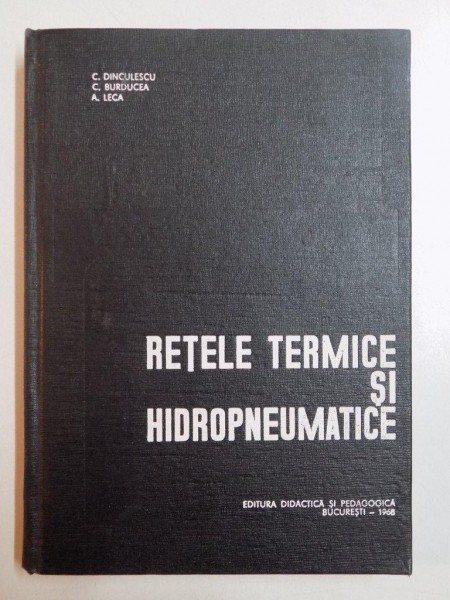 C. DINCULESCU
C. BURDUCEA
A. LECA
REȚELE TERMICE
ȘI
HIDROPNEUMATICE
EDITURA DIDACTICĂ ȘI PEDAGOGICĂ
BUCUREȘTI – 1968